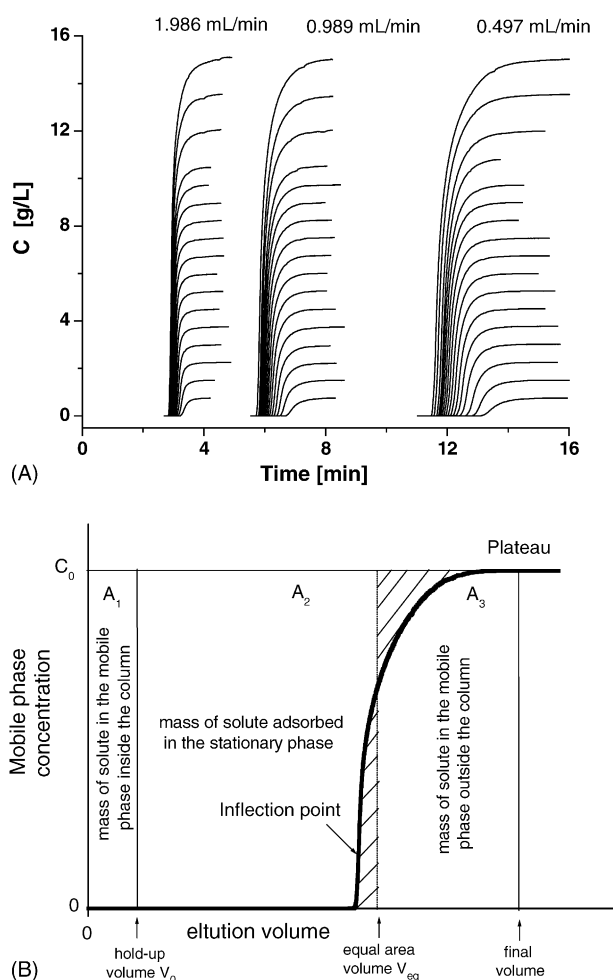 1.986 mL/min 0.989 mL/min 0.497 mL/min
16
12
8
4
0
C [g/L]
0 4 6 8 12 16
Time [min]
(A)
Plateau
C₀
A₁ A₂ A₃
Mobile phase
concentration
mass of solute in the mobile
phase inside the column
mass of solute adsorbed
in the stationary phase
mass of solute in the mobile
phase outside the column
Inflection point
0
0 eltution volume
hold-up
volume V₀
equal area
volume Veq
final
volume
(B)